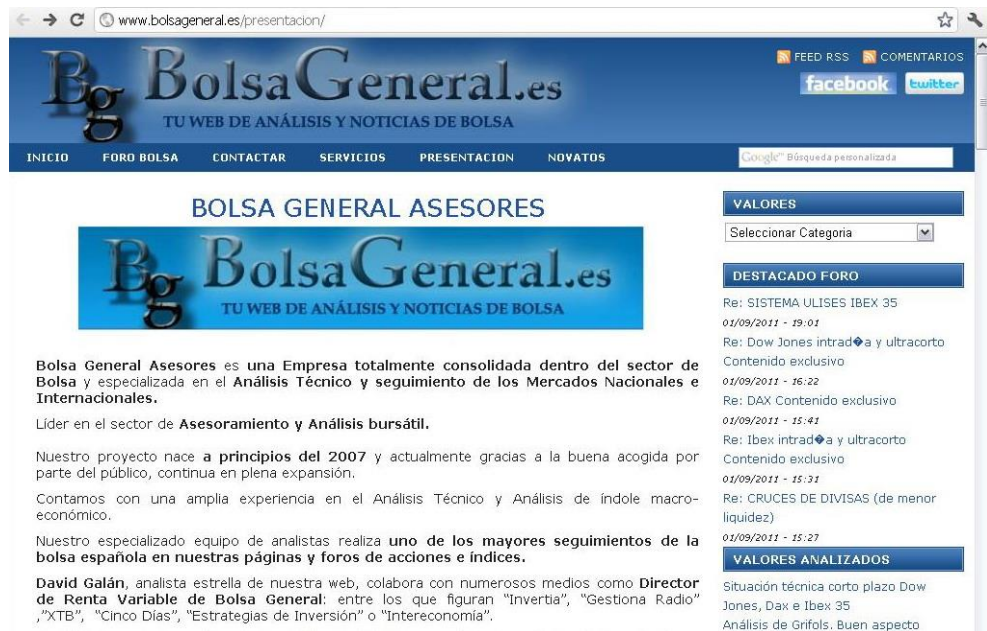 www.bolsageneral.es/presentacion/
FEED RSS COMENTARIOS
facebook twitter
Bg BolsaGeneral.es
TU WEB DE ANÁLISIS Y NOTICIAS DE BOLSA
INICIO FORO BOLSA CONTACTAR SERVICIOS PRESENTACION NOVATOS
Google™ Búsqueda personalizada
BOLSA GENERAL ASESORES
Bg BolsaGeneral.es
TU WEB DE ANÁLISIS Y NOTICIAS DE BOLSA
Bolsa General Asesores es una Empresa totalmente consolidada dentro del sector de
Bolsa y especializada en el Análisis Técnico y seguimiento de los Mercados Nacionales e
Internacionales.
Líder en el sector de Asesoramiento y Análisis bursátil.
Nuestro proyecto nace a principios del 2007 y actualmente gracias a la buena acogida por
parte del público, continua en plena expansión.
Contamos con una amplia experiencia en el Análisis Técnico y Análisis de índole macro-
económico.
Nuestro especializado equipo de analistas realiza uno de los mayores seguimientos de la
bolsa española en nuestras páginas y foros de acciones e índices.
David Galán, analista estrella de nuestra web, colabora con numerosos medios como Director
de Renta Variable de Bolsa General: entre los que figuran "Invertia", "Gestiona Radio"
,"XTB", "Cinco Días", "Estrategias de Inversión" o "Intereconomía".
VALORES
Seleccionar Categoria
DESTACADO FORO
Re: SISTEMA ULISES IBEX 35
01/09/2011 - 19:01
Re: Dow Jones intrad�a y ultracorto
Contenido exclusivo
01/09/2011 - 16:22
Re: DAX Contenido exclusivo
01/09/2011 - 15:41
Re: Ibex intrad�a y ultracorto
Contenido exclusivo
01/09/2011 - 15:31
Re: CRUCES DE DIVISAS (de menor
liquidez)
01/09/2011 - 15:27
VALORES ANALIZADOS
Situación técnica corto plazo Dow
Jones, Dax e Ibex 35
Análisis de Grifols. Buen aspecto